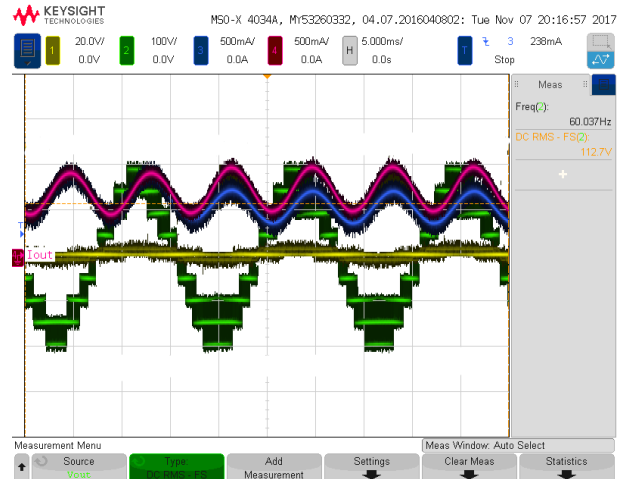 KEYSIGHT
TECHNOLOGIES
MSO-X 4034A, MY53260332, 04.07.2016040802: Tue Nov 07 20:16:57 2017
1 20.0V/ 0.0V
2 100V/ 0.0V
3 500mA/ 0.0A
4 500mA/ 0.0A
H 5.000ms/ 0.0s
T 3 238mA
Stop
Meas
Freq(2):
60.037Hz
DC RMS - FS(2):
112.7V
T
Iout
Measurement Menu
Meas Window: Auto Select
Source
Vout
Type:
DC RMS - FS
Add
Measurement
Settings
Clear Meas
Statistics